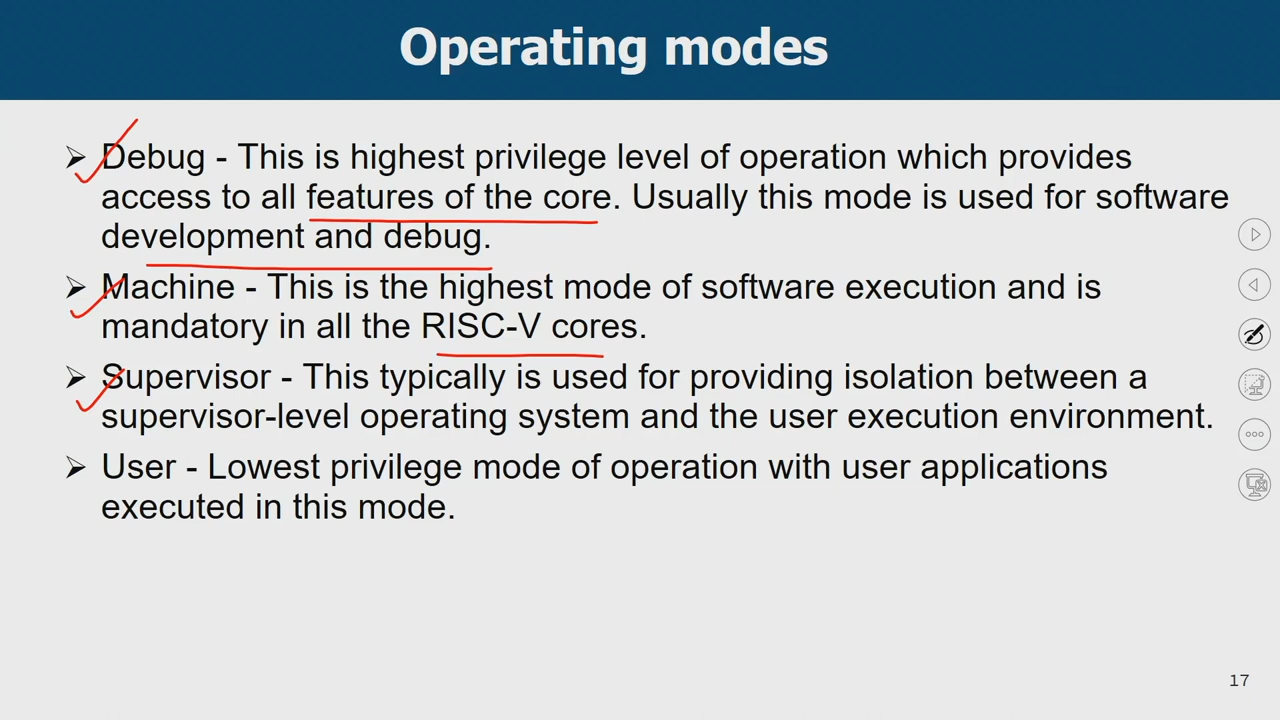 Operating modes
➢ Debug - This is highest privilege level of operation which provides
access to all features of the core. Usually this mode is used for software
development and debug.
➢ Machine - This is the highest mode of software execution and is
mandatory in all the RISC-V cores.
➢ Supervisor - This typically is used for providing isolation between a
supervisor-level operating system and the user execution environment.
➢ User - Lowest privilege mode of operation with user applications
executed in this mode.
17